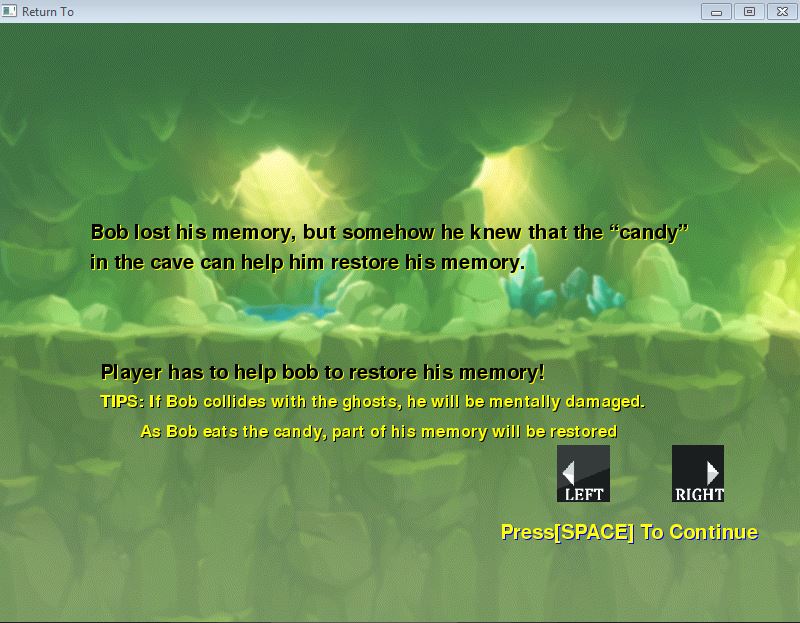 Return To
Bob lost his memory, but somehow he knew that the “candy”
in the cave can help him restore his memory.
Player has to help bob to restore his memory!
TIPS: If Bob collides with the ghosts, he will be mentally damaged.
As Bob eats the candy, part of his memory will be restored
LEFT RIGHT
Press[SPACE] To Continue